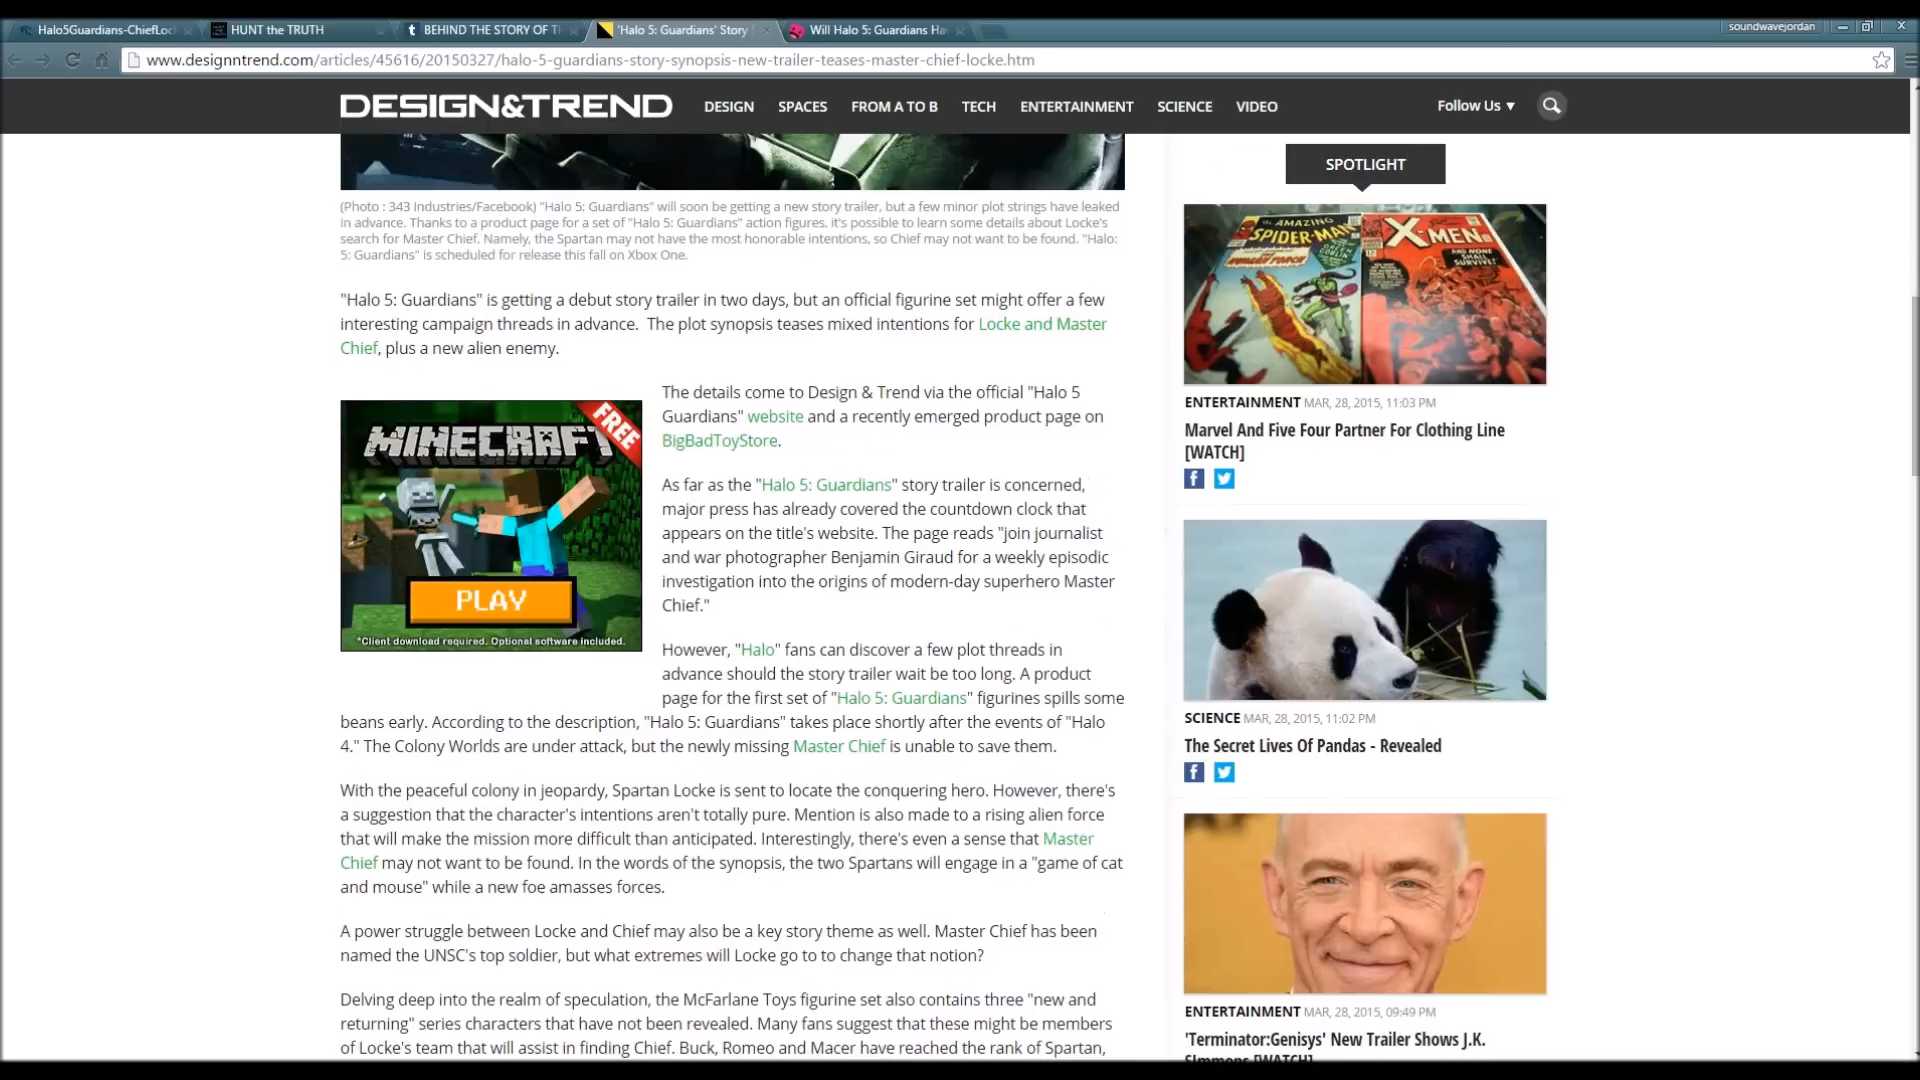 Halo5Guardians-ChiefLoc
HUNT the TRUTH
BEHIND THE STORY OF T
'Halo 5: Guardians' Story
Will Halo 5: Guardians Ha
soundwavejordan
www.designntrend.com/articles/45616/20150327/halo-5-guardians-story-synopsis-new-trailer-teases-master-chief-locke.htm
DESIGN&TREND
DESIGN SPACES FROM A TO B TECH ENTERTAINMENT SCIENCE VIDEO
Follow Us ▼
(Photo : 343 Industries/Facebook) "Halo 5: Guardians" will soon be getting a new story trailer, but a few minor plot strings have leaked
in advance. Thanks to a product page for a set of "Halo 5: Guardians" action figures, it's possible to learn some details about Locke's
search for Master Chief. Namely, the Spartan may not have the most honorable intentions, so Chief may not want to be found. "Halo:
5: Guardians" is scheduled for release this fall on Xbox One.
"Halo 5: Guardians" is getting a debut story trailer in two days, but an official figurine set might offer a few
interesting campaign threads in advance. The plot synopsis teases mixed intentions for Locke and Master
Chief, plus a new alien enemy.
MINECRAFT
FREE
PLAY
*Client download required. Optional software included.
The details come to Design & Trend via the official "Halo 5
Guardians" website and a recently emerged product page on
BigBadToyStore.
As far as the "Halo 5: Guardians" story trailer is concerned,
major press has already covered the countdown clock that
appears on the title's website. The page reads "join journalist
and war photographer Benjamin Giraud for a weekly episodic
investigation into the origins of modern-day superhero Master
Chief."
However, "Halo" fans can discover a few plot threads in
advance should the story trailer wait be too long. A product
page for the first set of "Halo 5: Guardians" figurines spills some
beans early. According to the description, "Halo 5: Guardians" takes place shortly after the events of "Halo
4." The Colony Worlds are under attack, but the newly missing Master Chief is unable to save them.
With the peaceful colony in jeopardy, Spartan Locke is sent to locate the conquering hero. However, there's
a suggestion that the character's intentions aren't totally pure. Mention is also made to a rising alien force
that will make the mission more difficult than anticipated. Interestingly, there's even a sense that Master
Chief may not want to be found. In the words of the synopsis, the two Spartans will engage in a "game of cat
and mouse" while a new foe amasses forces.
A power struggle between Locke and Chief may also be a key story theme as well. Master Chief has been
named the UNSC's top soldier, but what extremes will Locke go to to change that notion?
Delving deep into the realm of speculation, the McFarlane Toys figurine set also contains three "new and
returning" series characters that have not been revealed. Many fans suggest that these might be members
of Locke's team that will assist in finding Chief. Buck, Romeo and Macer have reached the rank of Spartan,
SPOTLIGHT
THE AMAZING
SPIDER-MAN
X-MEN
ENTERTAINMENT MAR, 28, 2015, 11:03 PM
Marvel And Five Four Partner For Clothing Line
[WATCH]
SCIENCE MAR, 28, 2015, 11:02 PM
The Secret Lives Of Pandas - Revealed
ENTERTAINMENT MAR, 28, 2015, 09:49 PM
'Terminator:Genisys' New Trailer Shows J.K.
Simmons [WATCH]